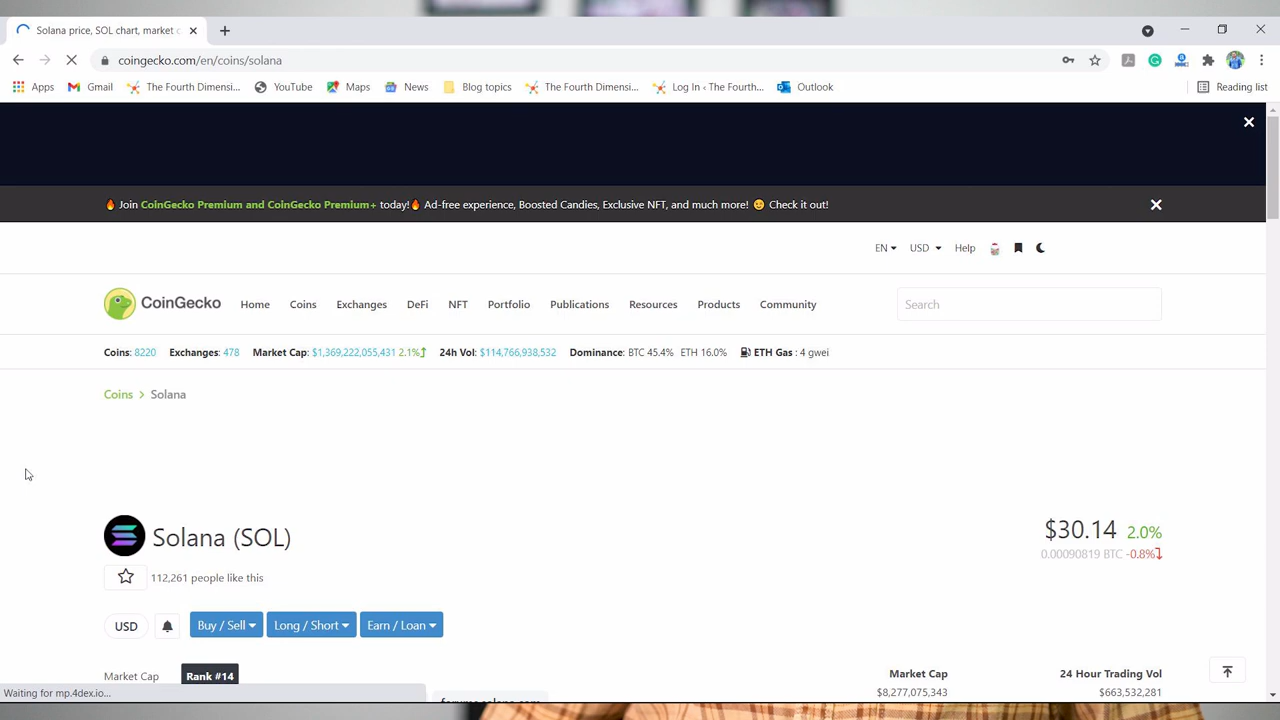 Solana price, SOL chart, market c
coingecko.com/en/coins/solana
Apps Gmail The Fourth Dimensi... YouTube Maps News Blog topics The Fourth Dimensi... Log In ‹ The Fourth... Outlook Reading list
Join CoinGecko Premium and CoinGecko Premium+ today! Ad-free experience, Boosted Candies, Exclusive NFT, and much more! 😉 Check it out!
EN USD Help
CoinGecko Home Coins Exchanges DeFi NFT Portfolio Publications Resources Products Community Search
Coins: 8220 Exchanges: 478 Market Cap: $1,369,222,055,431 2.1% 24h Vol: $114,766,938,532 Dominance: BTC 45.4% ETH 16.0% ETH Gas : 4 gwei
Coins > Solana
Solana (SOL) $30.14 2.0%
0.00090819 BTC -0.8%
112,261 people like this
USD Buy / Sell Long / Short Earn / Loan
Market Cap Rank #14 Market Cap 24 Hour Trading Vol
$8,277,075,343 $663,532,281
Waiting for mp.4dex.io...